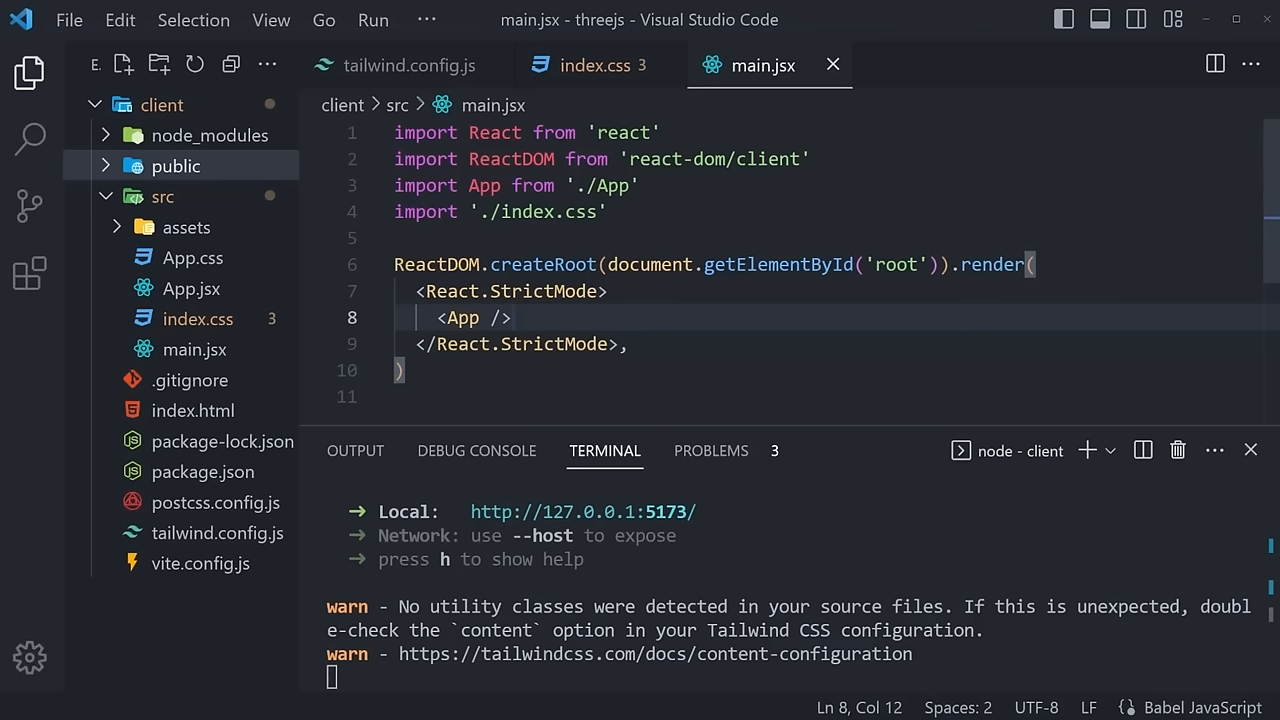 File Edit Selection View Go Run ··· main.jsx - threejs - Visual Studio Code
E. ···
tailwind.config.js index.css 3 main.jsx ···
client > src > main.jsx
client
node_modules
public
src
assets
App.css
App.jsx
index.css 3
main.jsx
.gitignore
index.html
package-lock.json
package.json
postcss.config.js
tailwind.config.js
vite.config.js
1 import React from 'react'
2 import ReactDOM from 'react-dom/client'
3 import App from './App'
4 import './index.css'
5
6 ReactDOM.createRoot(document.getElementById('root')).render(
7 <React.StrictMode>
8 <App />
9 </React.StrictMode>,
10 )
11
OUTPUT DEBUG CONSOLE TERMINAL PROBLEMS 3 node - client ···
➜ Local: http://127.0.0.1:5173/
➜ Network: use --host to expose
➜ press h to show help
warn - No utility classes were detected in your source files. If this is unexpected, doubl
e-check the `content` option in your Tailwind CSS configuration.
warn - https://tailwindcss.com/docs/content-configuration
Ln 8, Col 12 Spaces: 2 UTF-8 LF Babel JavaScript